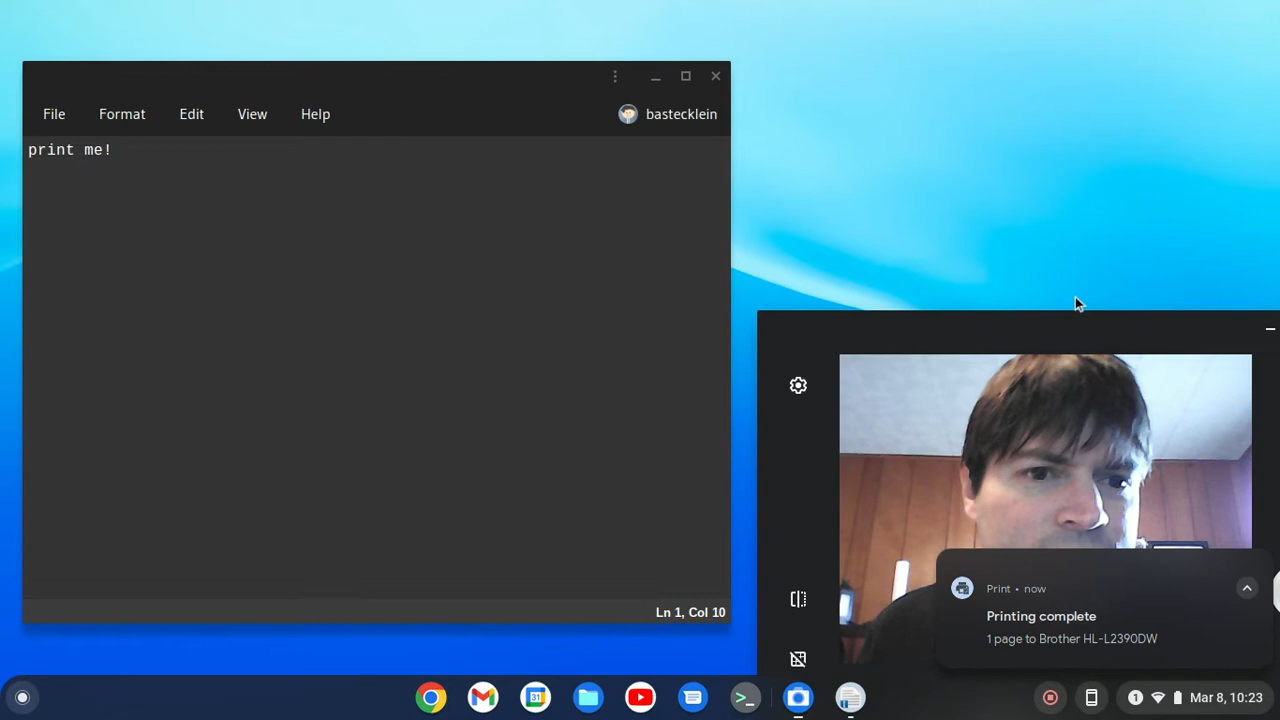 File Format Edit View Help bastecklein
print me!
Ln 1, Col 10
Print • now
Printing complete
1 page to Brother HL-L2390DW
31
1 Mar 8, 10:23